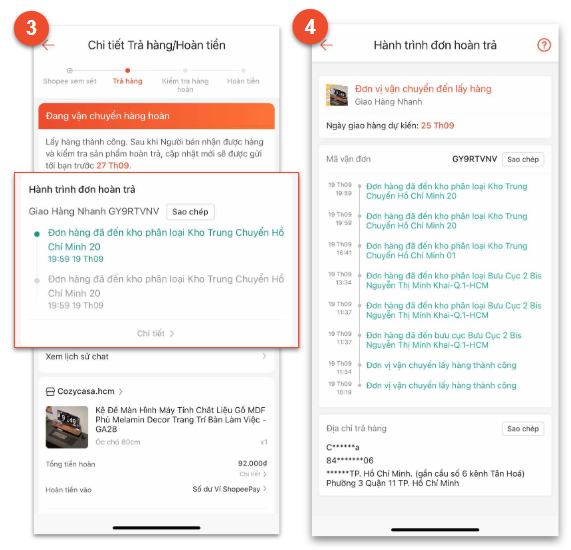 3
Chi tiết Trả hàng/Hoàn tiền
Shopee xem xét
Trả hàng
Kiểm tra hàng hoàn
Hoàn tiền
Đang vận chuyển hàng hoàn
Lấy hàng thành công. Sau khi Người bán nhận được hàng
và kiểm tra sản phẩm hoàn trả, cập nhật mới sẽ được gửi
tới bạn trước 27 Th09
Hành trình đơn hoàn trả
Giao Hàng Nhanh GY9RTVNV Sao chép
Đơn hàng đã đến kho phân loại Kho Trung Chuyển Hồ
Chí Minh 20
19:59 19 Th09
Đơn hàng đã đến kho phân loại Kho Trung Chuyển Hồ
Chí Minh 20
19:59 19 Th09
Chi tiết >
Xem lịch sử chat >
Cozycasa.hcm >
Kệ Để Màn Hình Máy Tính Chất Liệu Gỗ MDF
Phủ Melamin Decor Trang Trí Bàn Làm Việc -
GA28
Óc chó 80cm x1
Tổng tiền hoàn 92.000₫
Chi tiết >
Hoàn tiền vào Số dư Ví ShopeePay >
4
Hành trình đơn hoàn trả ?
Đơn vị vận chuyển đến lấy hàng
Giao Hàng Nhanh
Ngày giao hàng dự kiến: 25 Th09
Mã vận đơn GY9RTVNV Sao chép
19 Th09 Đơn hàng đã đến kho phân loại Kho Trung
19:59 Chuyển Hồ Chí Minh 20
19 Th09 Đơn hàng đã đến kho phân loại Kho Trung
19:59 Chuyển Hồ Chí Minh 20
19 Th09 Đơn hàng đã đến kho phân loại Kho Trung
16:41 Chuyển Hồ Chí Minh 01
19 Th09 Đơn hàng đã đến kho phân loại Bưu Cục 2 Bis
13:34 Nguyễn Thị Minh Khai-Q.1-HCM
19 Th09 Đơn hàng đã đến kho phân loại Bưu Cục 2 Bis
11:37 Nguyễn Thị Minh Khai-Q.1-HCM
19 Th09 Đơn hàng đã đến bưu cục Bưu Cục 2 Bis
11:37 Nguyễn Thị Minh Khai-Q.1-HCM
19 Th09 Đơn vị vận chuyển lấy hàng thành công
11:34
19 Th09 Đơn vị vận chuyển lấy hàng thành công
10:19
Địa chỉ trả hàng Sao chép
C******a
84*******06
******TP. Hồ Chí Minh. (gần cầu số 6 kênh Tân Hoá)
Phường 3 Quận 11 TP. Hồ Chí Minh